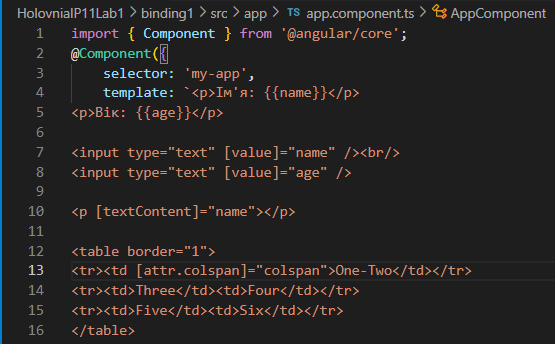 HolovnialP11Lab1 > binding1 > src > app > TS app.component.ts > AppComponent
1 import { Component } from '@angular/core';
2 @Component({
3 selector: 'my-app',
4 template: `<p>Ім'я: {{name}}</p>
5 <p>Вік: {{age}}</p>
6
7 <input type="text" [value]="name" /><br/>
8 <input type="text" [value]="age" />
9
10 <p [textContent]="name"></p>
11
12 <table border="1">
13 <tr><td [attr.colspan]="colspan">One-Two</td></tr>
14 <tr><td>Three</td><td>Four</td></tr>
15 <tr><td>Five</td><td>Six</td></tr>
16 </table>